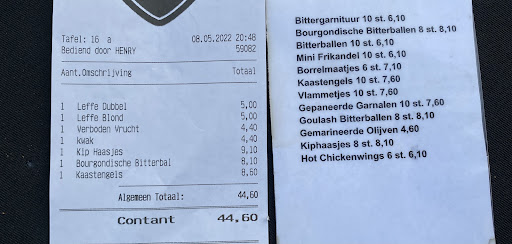 Tafel: 16 a 08.05.2022 20:48
Bediend door HENRY 59082
Aant.Omschrijving Totaal
1 Leffe Dubbel 5,00
1 Leffe Blond 5,00
1 Verboden Vrucht 4,40
1 kwak 4,40
1 Kip Haasjes 9,10
1 Bourgondische Bitterbal 8,10
1 Kaastengels 8,60
Algemeen Totaal: 44,60
Contant 44,60
Bittergarnituur 10 st. 6,10
Bourgondische Bitterballen 8 st. 8,10
Bitterballen 10 st. 6,10
Mini Frikandel 10 st. 6,10
Borrelmaatjes 6 st. 7,10
Kaastengels 10 st. 7,60
Vlammetjes 10 st. 7,60
Gepaneerde Garnalen 10 st. 7,60
Goulash Bitterballen 8 st. 8,10
Gemarineerde Olijven 4,60
Kiphaasjes 8 st. 8,10
Hot Chickenwings 6 st. 6,10